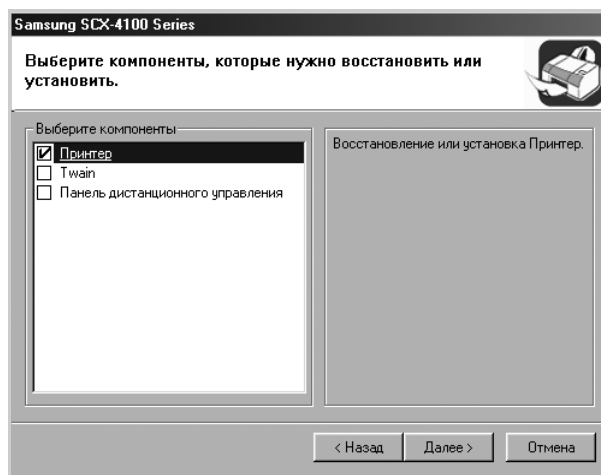 Samsung SCX-4100 Series
Выберите компоненты, которые нужно восстановить или
установить.
Выберите компоненты
Принтер
Twain
Панель дистанционного управления
Восстановление или установка Принтер.
< Назад
Далее >
Отмена